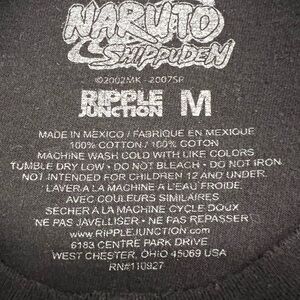 NARUTO
SHIPPUDEN
©2002MK - 2007SP
RIPPLE
JUNCTION
M
MADE IN MEXICO / FABRIQUE EN MEXIQUE
100% COTTON / 100% COTON
MACHINE WASH COLD WITH LIKE COLORS
TUMBLE DRY LOW • DO NOT BLEACH • DO NOT IRON
NOT INTENDED FOR CHILDREN 12 AND UNDER
LAVER A LA MACHINE A L'EAU FROIDE
AVEC COULEURS SIMILAIRES
SECHER A LA MACHINE CYCLE DOUX
NE PAS JAVELLISER • NE PAS REPASSER
www.RIPPLEJUNCTION.COM
6183 CENTRE PARK DRIVE
WEST CHESTER, OHIO 45069 USA
RN#110927